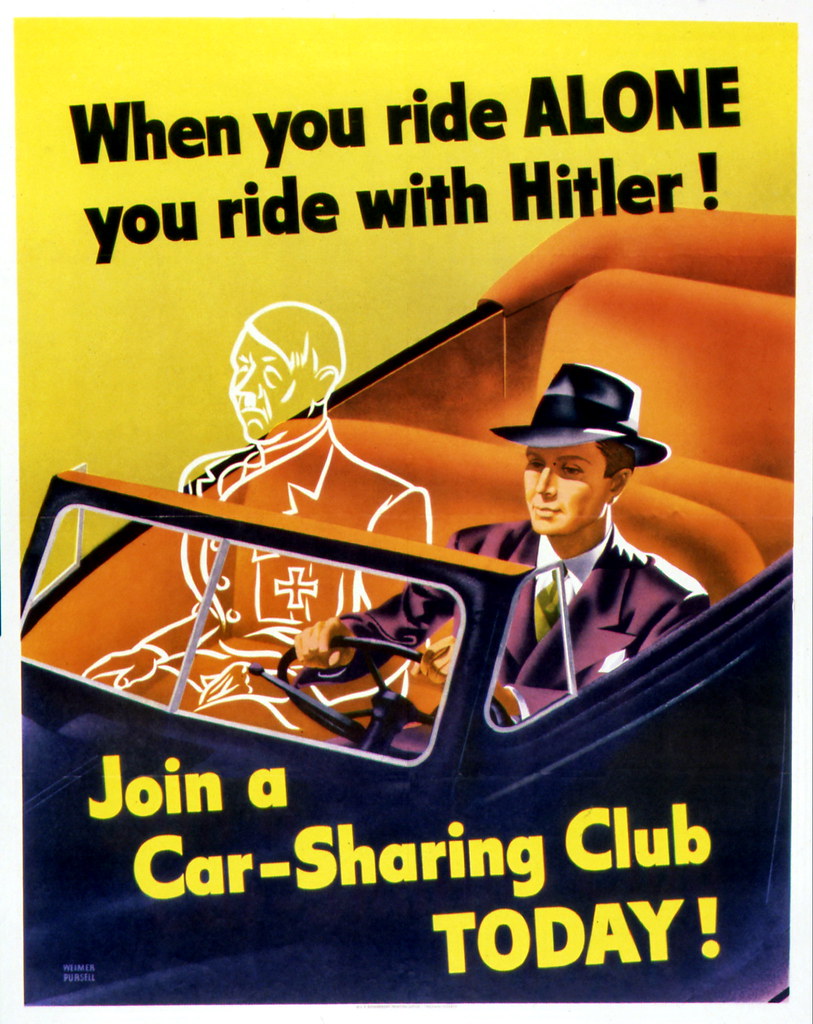 When you ride ALONE
you ride with Hitler!
Join a
Car-Sharing Club
TODAY!
WEIMER
PURSELL